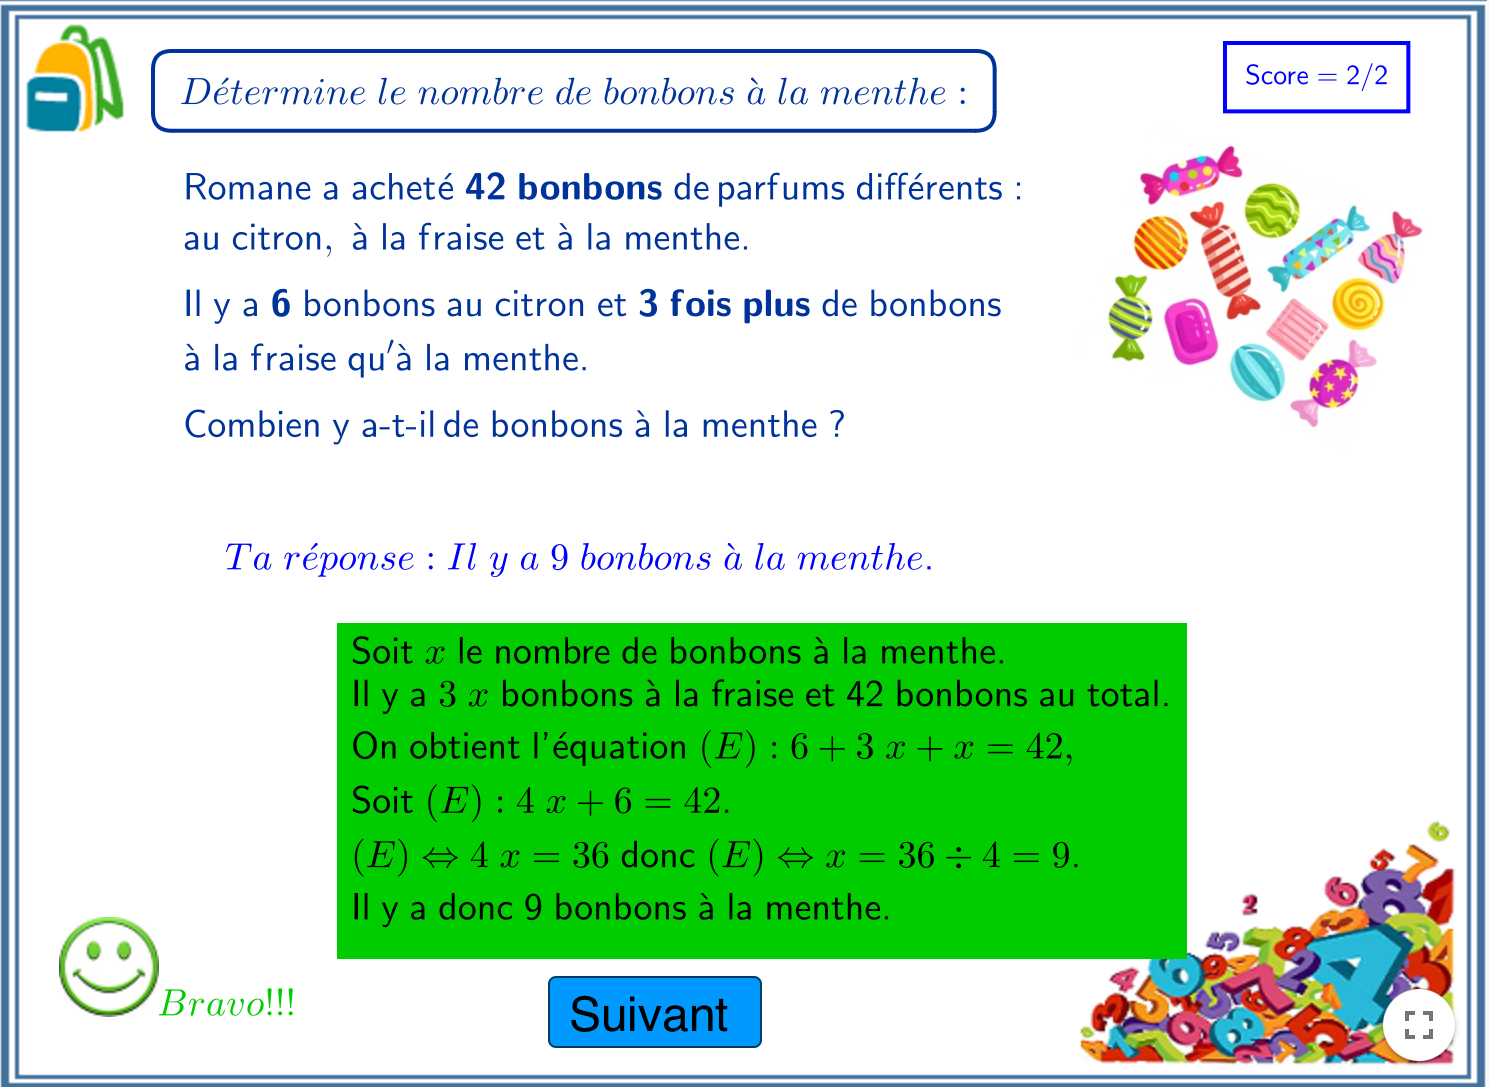 Détermine le nombre de bonbons à la menthe :
Score = 2/2
Romane a acheté 42 bonbons de parfums différents :
au citron, à la fraise et à la menthe.
Il y a 6 bonbons au citron et 3 fois plus de bonbons
à la fraise qu'à la menthe.
Combien y a-t-il de bonbons à la menthe ?
Ta réponse : Il y a 9 bonbons à la menthe.
Soit x le nombre de bonbons à la menthe.
Il y a 3 x bonbons à la fraise et 42 bonbons au total.
On obtient l'équation (E) : 6 + 3 x + x = 42,
Soit (E) : 4 x + 6 = 42.
(E) ⇔ 4 x = 36 donc (E) ⇔ x = 36 ÷ 4 = 9.
Il y a donc 9 bonbons à la menthe.
Bravo!!!
Suivant